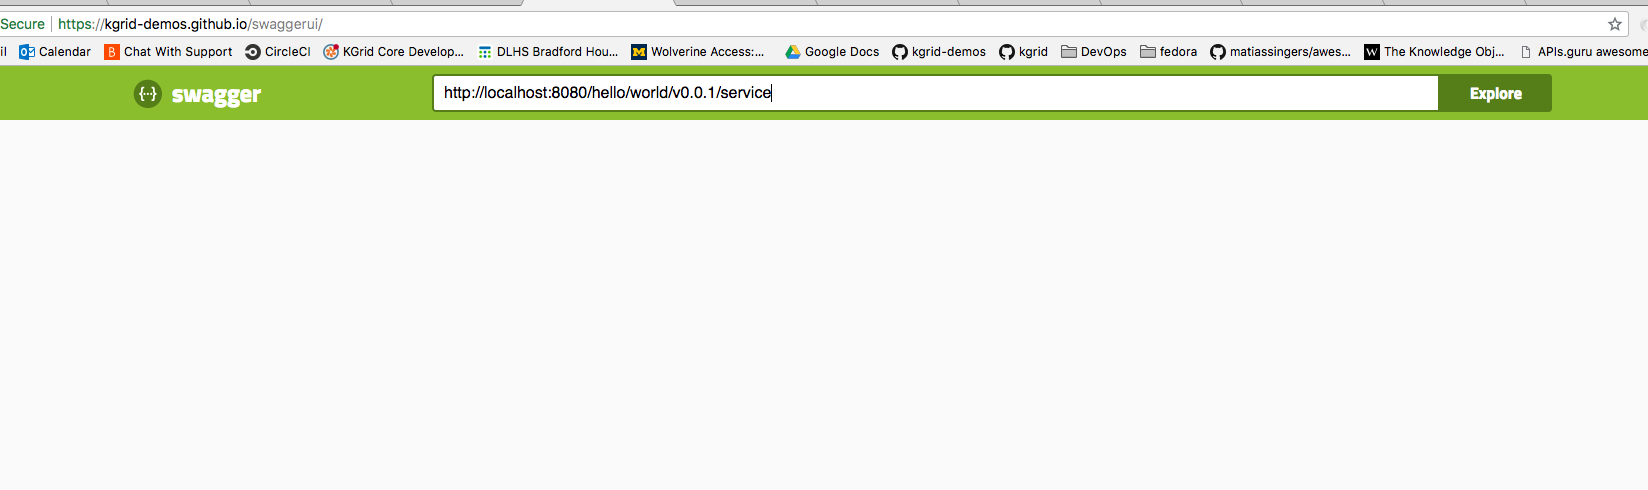 Secure https://kgrid-demos.github.io/swaggerui/
il Calendar B Chat With Support CircleCI KGrid Core Develop... DLHS Bradford Hou... M Wolverine Access:... Google Docs kgrid-demos kgrid DevOps fedora matiassingers/awes... W The Knowledge Obj... APIs.guru awesome
{···} swagger http://localhost:8080/hello/world/v0.0.1/service Explore